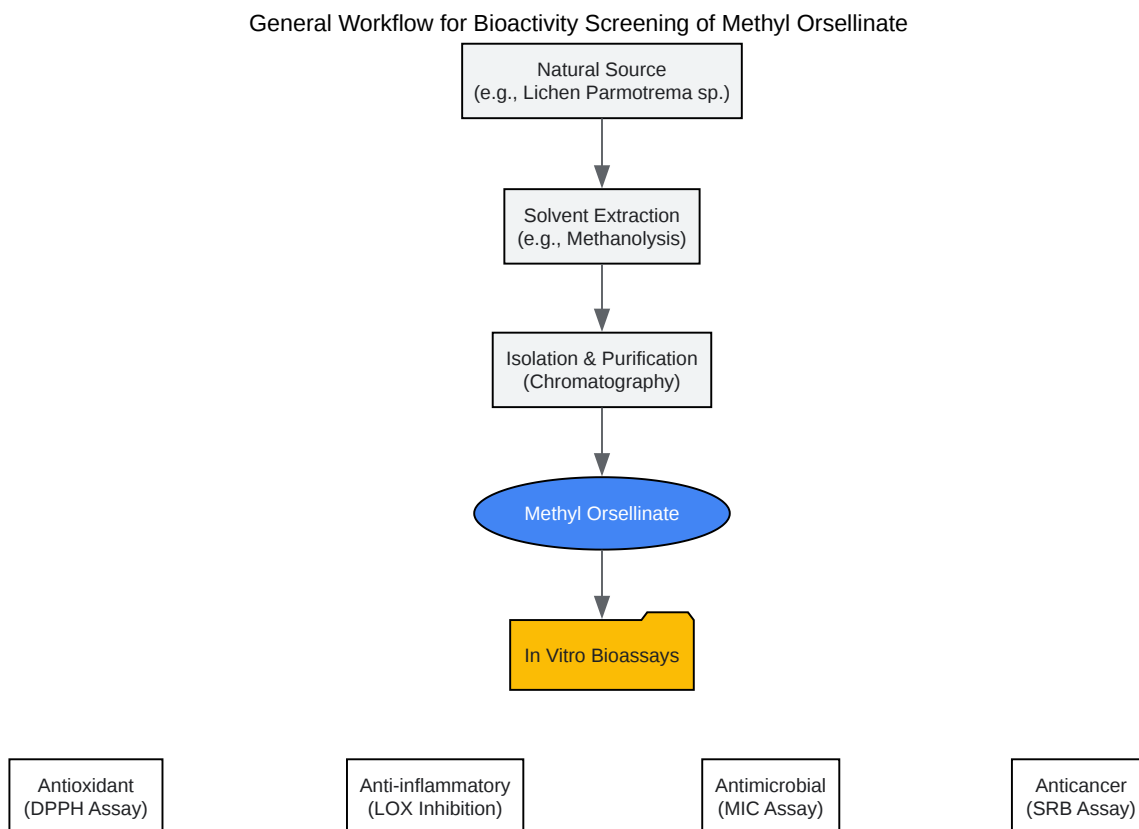 General Workflow for Bioactivity Screening of Methyl Orsellinate
Natural Source
(e.g., Lichen Parmotrema sp.)
Solvent Extraction
(e.g., Methanolysis)
Isolation & Purification
(Chromatography)
Methyl Orsellinate
In Vitro Bioassays
Antioxidant
(DPPH Assay)
Anti-inflammatory
(LOX Inhibition)
Antimicrobial
(MIC Assay)
Anticancer
(SRB Assay)